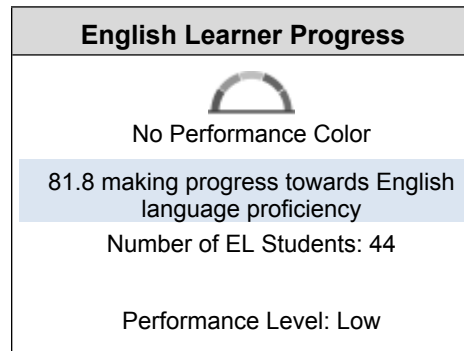 English Learner Progress
No Performance Color
81.8 making progress towards English
language proficiency
Number of EL Students: 44
Performance Level: Low